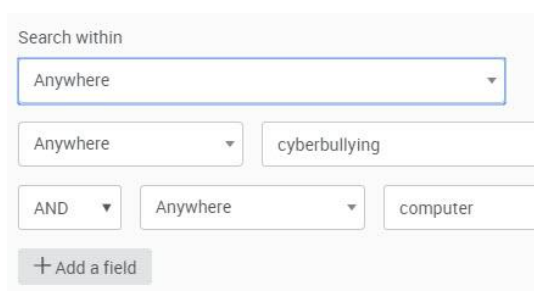 Search within
Anywhere
Anywhere cyberbullying
AND Anywhere computer
+ Add a field